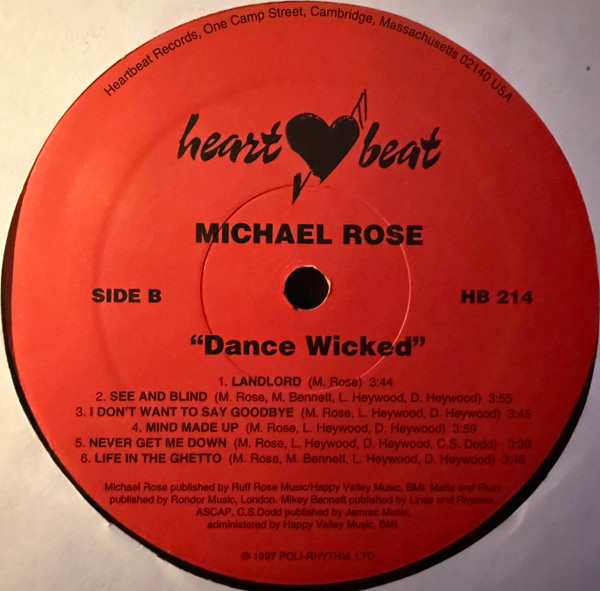 Heartbeat Records, One Camp Street, Cambridge, Massachusetts 02140 USA
heart beat
MICHAEL ROSE
SIDE B
HB 214
“Dance Wicked”
1. LANDLORD (M. Rose) 3:44
2. SEE AND BLIND (M. Rose, M. Bennett, L. Heywood, D. Heywood) 3:55
3. I DON'T WANT TO SAY GOODBYE (M. Rose, L. Heywood, D. Heywood) 3:45
4. MIND MADE UP (M. Rose, L. Heywood, D. Heywood) 3:59
5. NEVER GET ME DOWN (M. Rose, L. Heywood, D. Heywood, C.S. Dodd) 3:39
6. LIFE IN THE GHETTO (M. Rose, M. Bennett, L. Heywood, D. Heywood) 3:46
Michael Rose published by Ruff Rose Music/Happy Valley Music, BMI. Mafia and Fluxy
published by Rondor Music, London. Mikey Bennett published by Lines and Rhymes,
ASCAP. C.S.Dodd published by Jamrec Music,
administered by Happy Valley Music, BMI.
℗ 1997 POLI-RHYTHM, LTD.